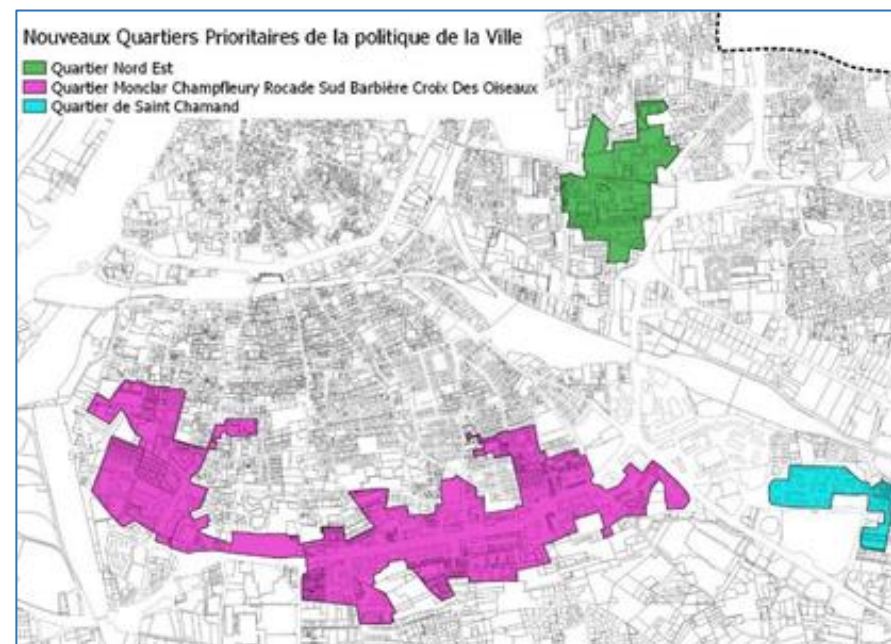 Nouveaux Quartiers Prioritaires de la politique de la Ville
Quartier Nord Est
Quartier Monclar Champfleury Rocade Sud Barbière Croix Des Oiseaux
Quartier de Saint Chamand